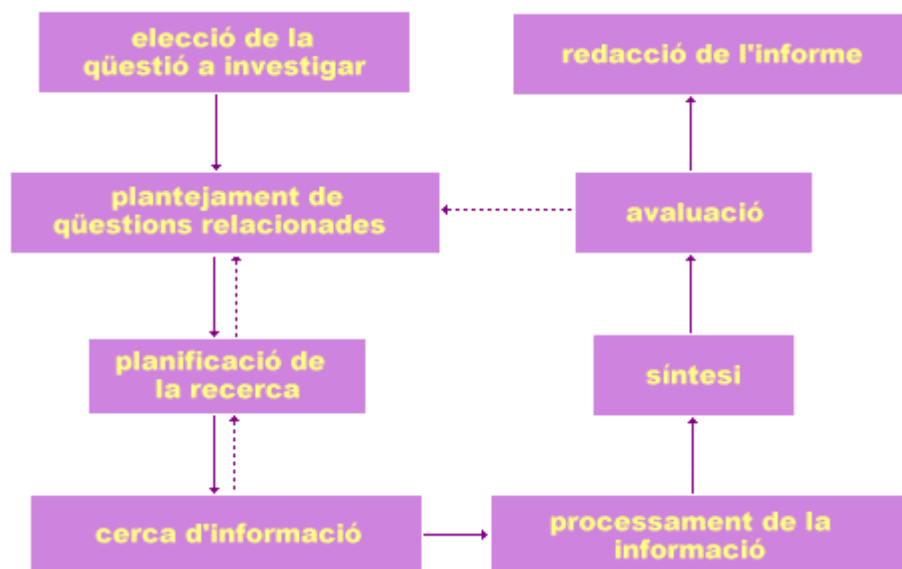 elecció de la
qüestió a investigar
plantejament de
qüestions relacionades
planificació de
la recerca
cerca d'informació
processament de la
informació
síntesi
avaluació
redacció de l'informe